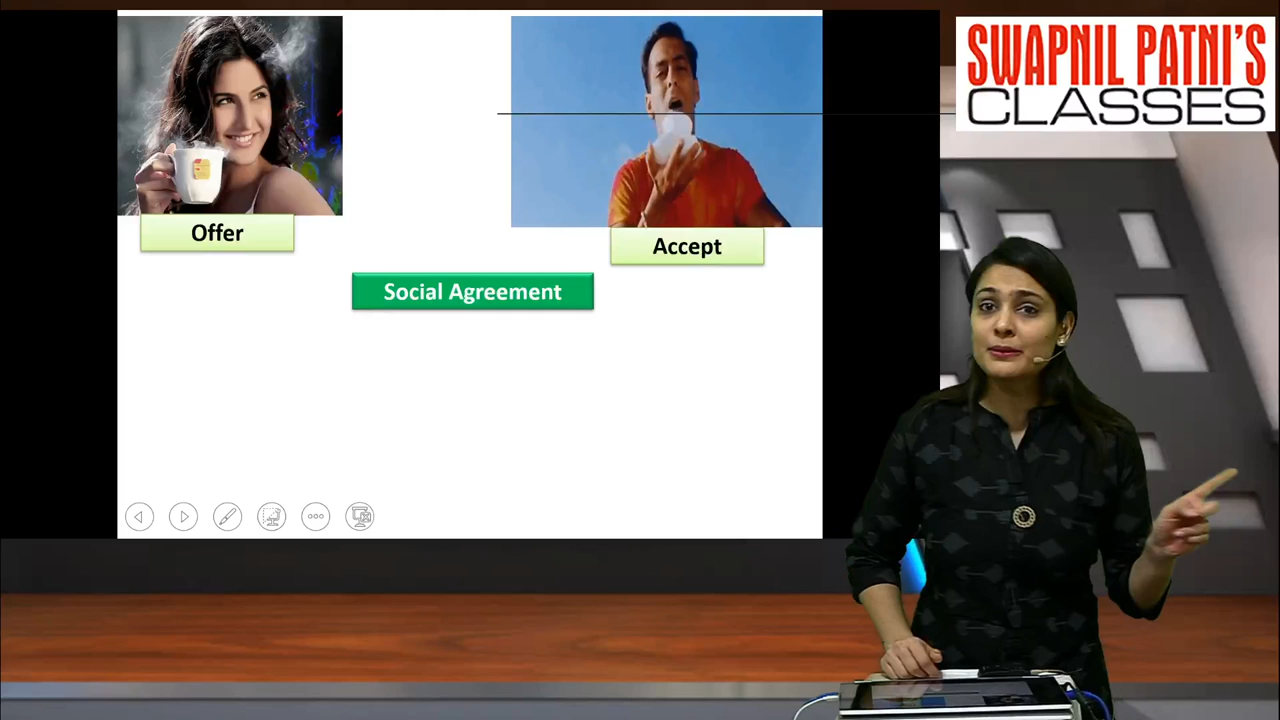 SWAPNIL PATNI'S
CLASSES
Offer
Accept
Social Agreement